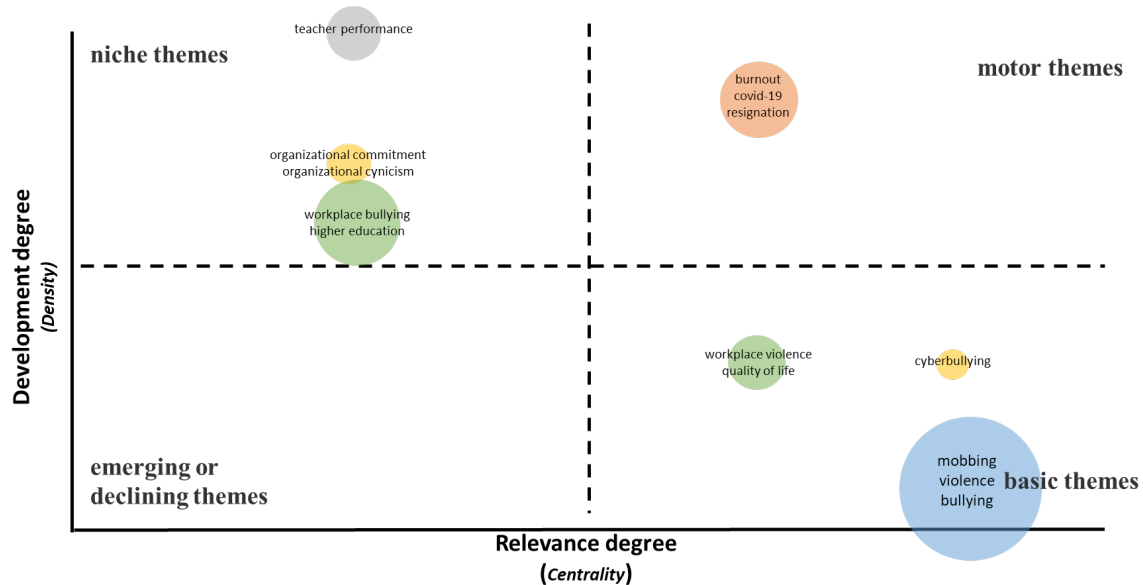 teacher performance
niche themes
motor themes
burnout
covid-19
resignation
organizational commitment
organizational cynicism
workplace bullying
higher education
Development degree
(Density)
workplace violence
quality of life
cyberbullying
emerging or
declining themes
mobbing
violence
bullying
basic themes
Relevance degree
(Centrality)